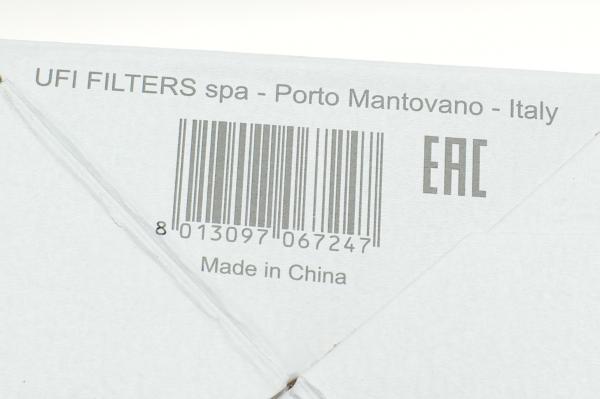 UFI FILTERS spa - Porto Mantovano - Italy
EAC
8 013097 067247
Made in China